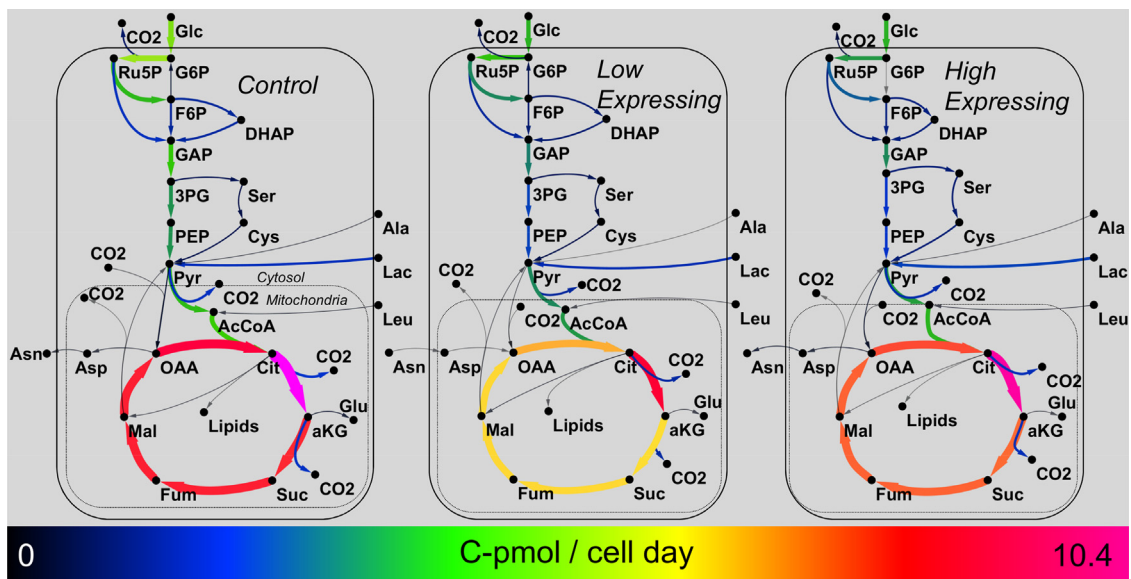 CO2
Glc
Ru5P
G6P
Control
F6P
DHAP
GAP
3PG
Ser
PEP
Cys
Ala
CO2
Pyr
Cytosol
Lac
CO2
CO2
Mitochondria
AcCoA
Leu
Asn
Asp
OAA
Cit
CO2
Mal
Lipids
Glu
aKG
Fum
Suc
CO2
CO2
Glc
Ru5P
G6P
Low
Expressing
F6P
DHAP
GAP
3PG
Ser
PEP
Cys
Ala
Pyr
Lac
CO2
CO2
CO2
AcCoA
Leu
Asn
Asp
OAA
Cit
CO2
Mal
Lipids
Glu
aKG
CO2
Fum
Suc
CO2
Glc
Ru5P
G6P
High
Expressing
F6P
DHAP
GAP
3PG
Ser
PEP
Cys
Ala
Pyr
Lac
CO2
CO2
CO2
AcCoA
Leu
Asn
Asp
OAA
Cit
CO2
Mal
Lipids
Glu
aKG
CO2
Fum
Suc
0
C-pmol / cell day
10.4